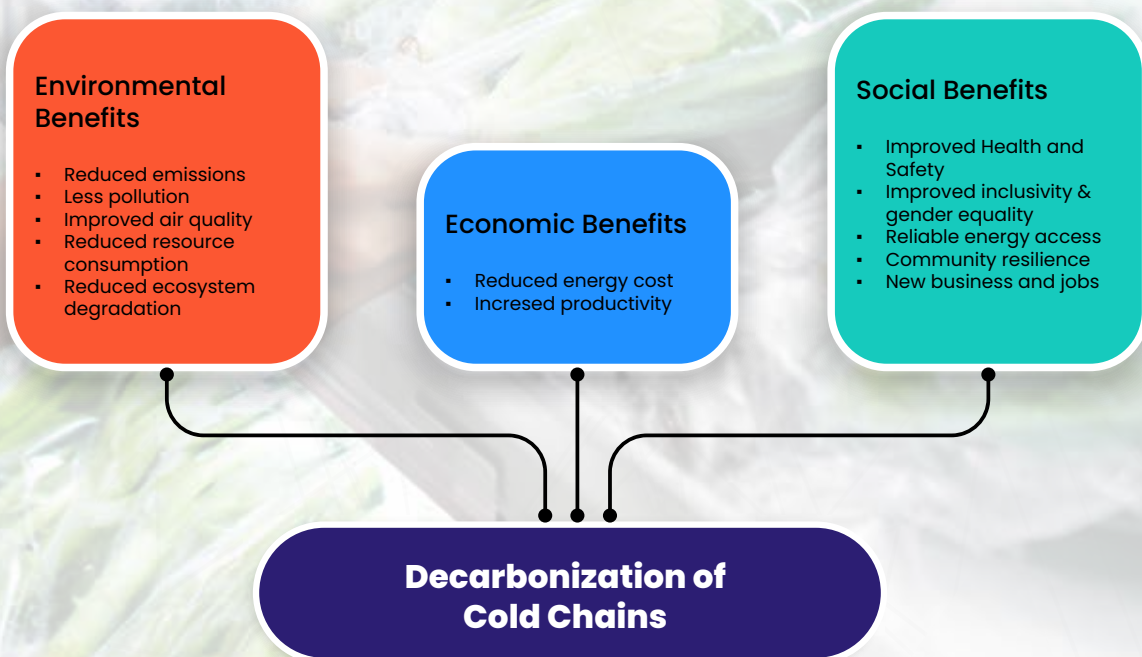 Environmental
Benefits
▪ Reduced emissions
▪ Less pollution
▪ Improved air quality
▪ Reduced resource
consumption
▪ Reduced ecosystem
degradation
Economic Benefits
▪ Reduced energy cost
▪ Incresed productivity
Social Benefits
▪ Improved Health and
Safety
▪ Improved inclusivity &
gender equality
▪ Reliable energy access
▪ Community resilience
▪ New business and jobs
Decarbonization of
Cold Chains